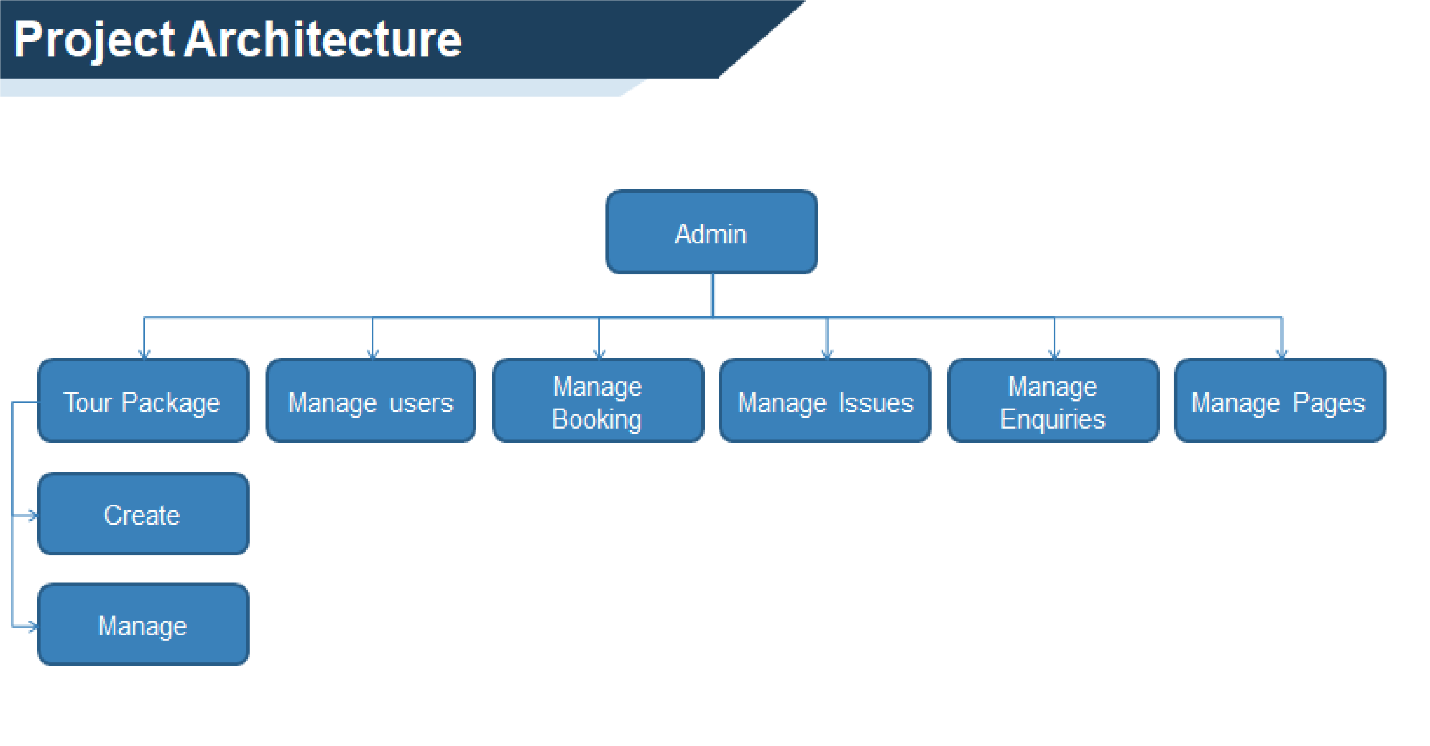 Project Architecture
Admin
Tour Package
Manage users
Manage
Booking
Manage Issues
Manage
Enquiries
Manage Pages
Create
Manage